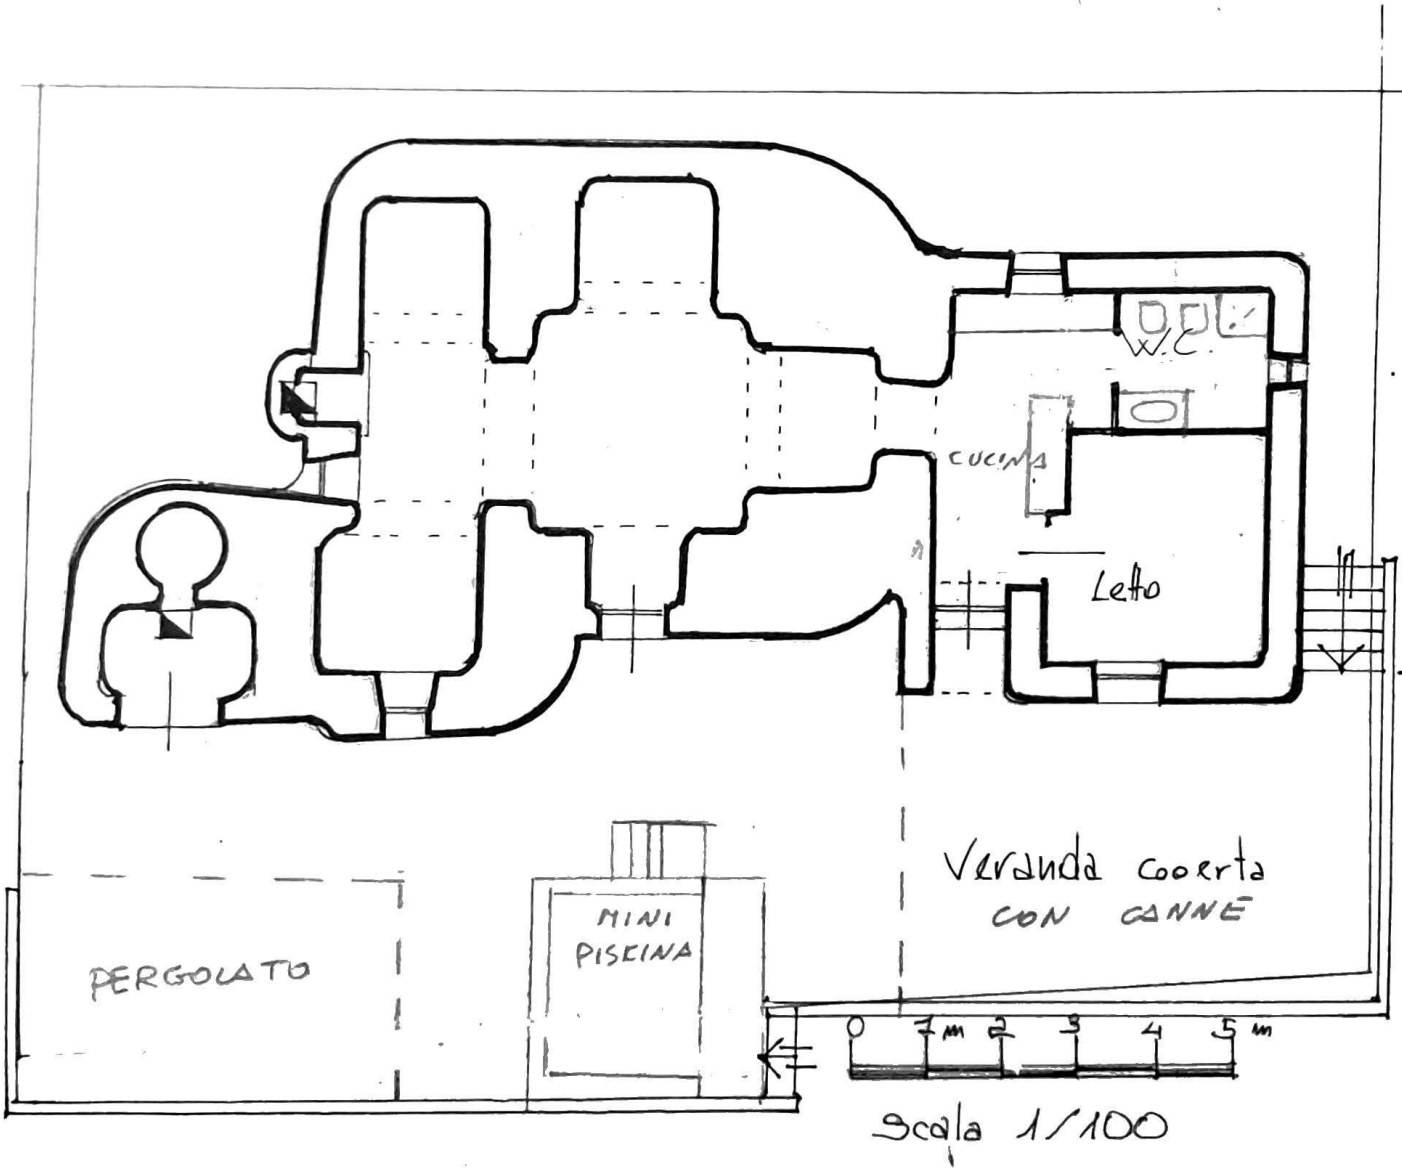 W.C.
CUCINA
Letto
Veranda coperta
CON CANNE
MINI
PISCINA
PERGOLATO
0 1 m 2 3 4 5 m
Scala 1/100